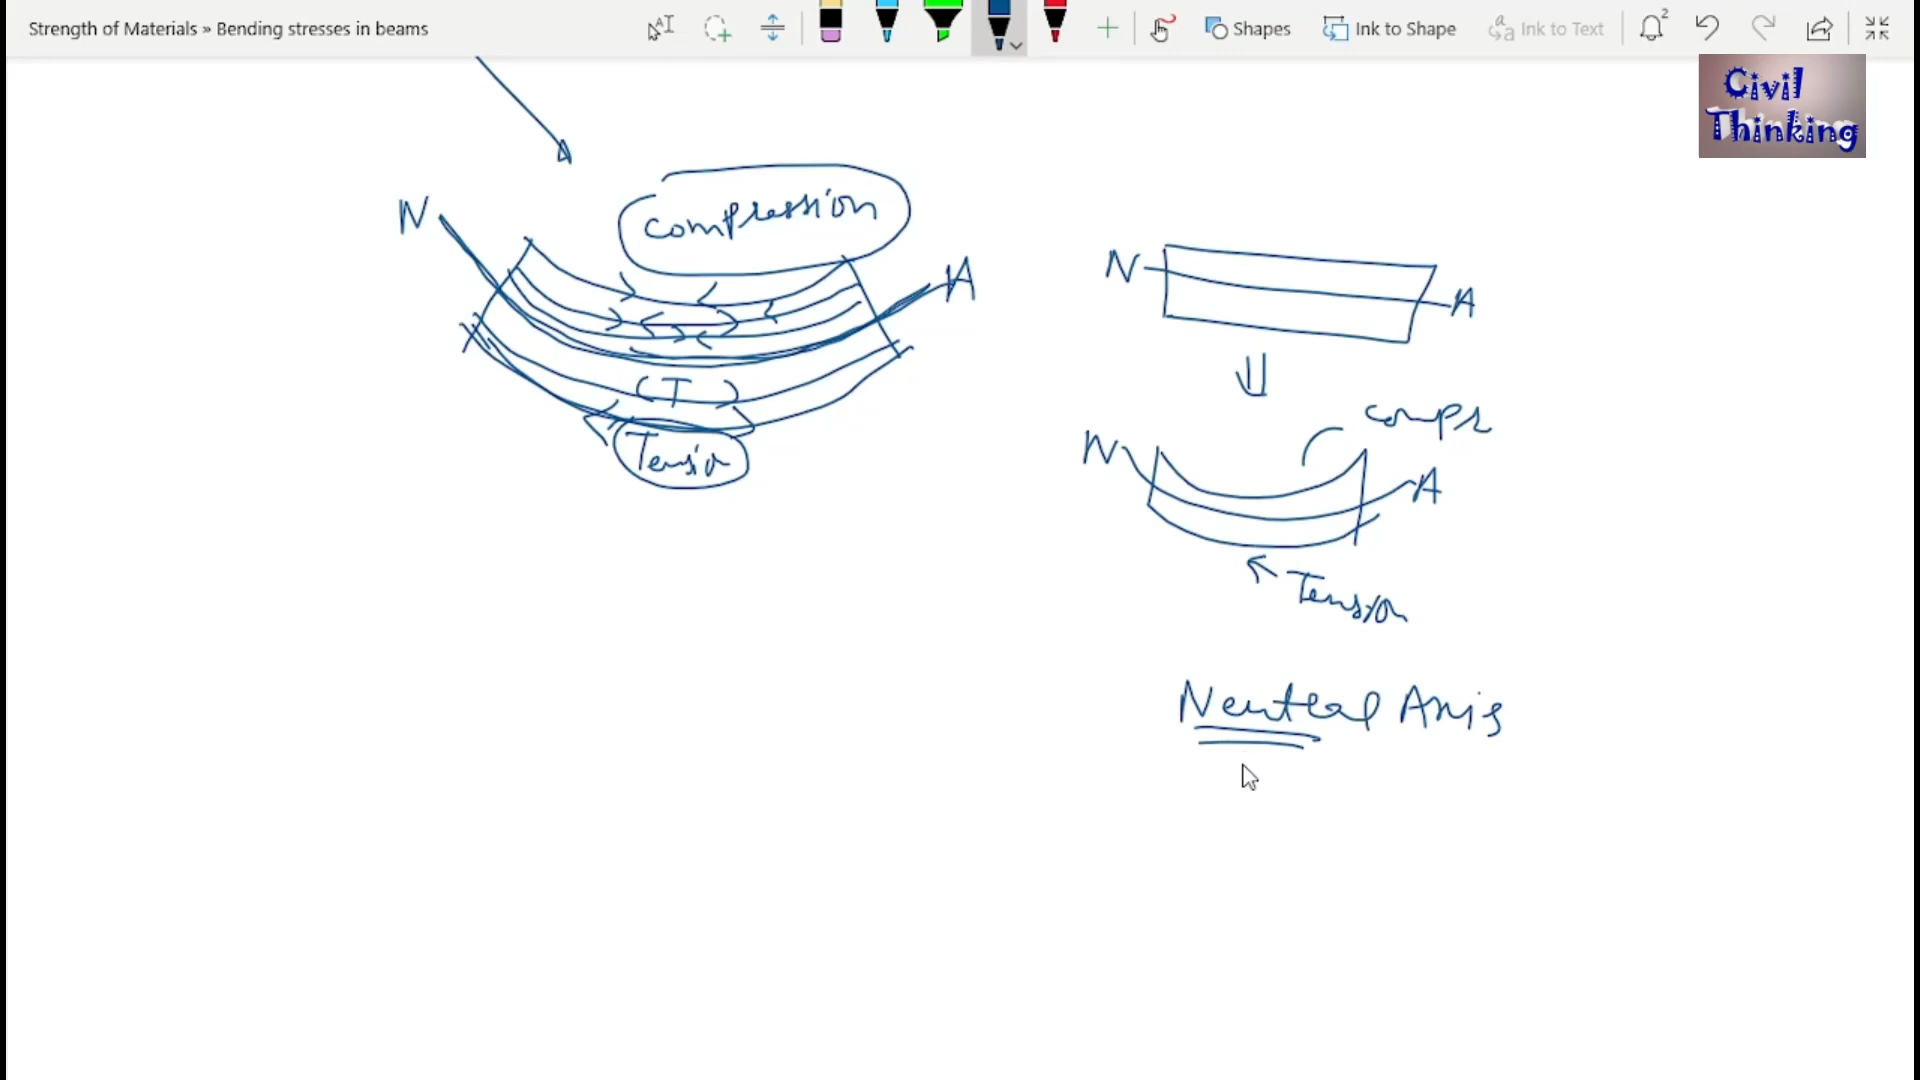 Strength of Materials » Bending stresses in beams
Shapes
Ink to Shape
Ink to Text
2
Civil
Thinking
compression
N
A
T
Tension
N
A
compr
N
A
Tension
Neutral Axis